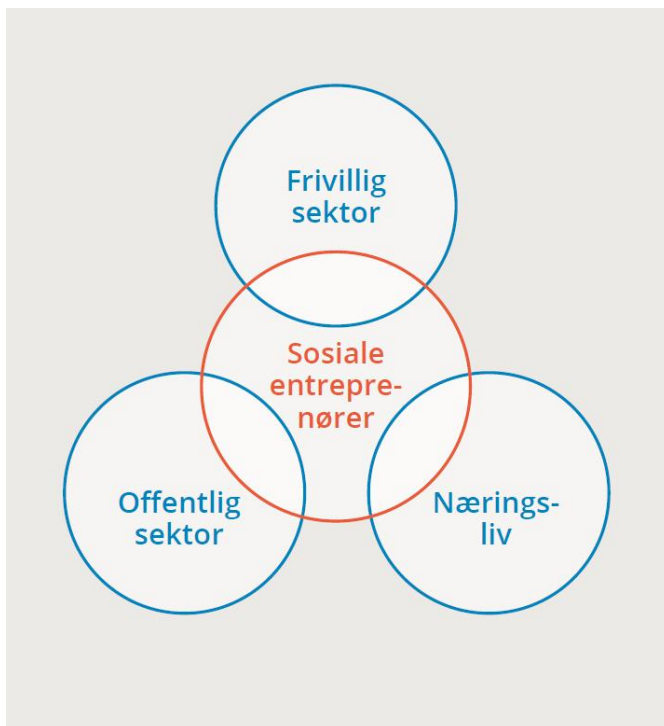 Frivillig
sektor
Sosiale
entrepre-
nører
Offentlig
sektor
Nærings-
liv